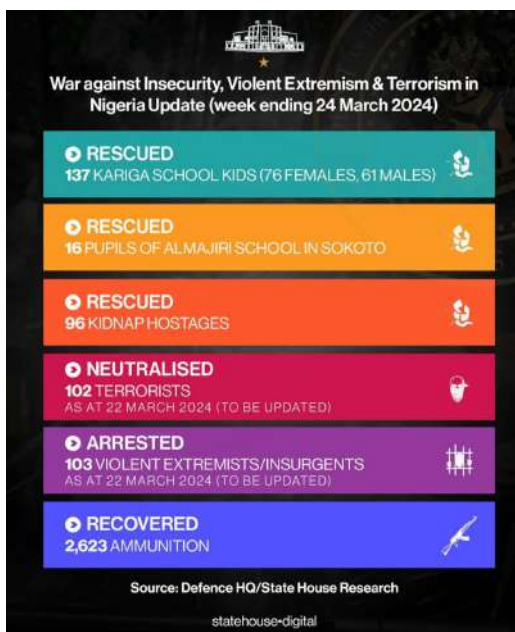 War against Insecurity, Violent Extremism & Terrorism in
Nigeria Update (week ending 24 March 2024)
RESCUED
137 KARIGA SCHOOL KIDS (76 FEMALES, 61 MALES)
RESCUED
16 PUPILS OF ALMAJIRI SCHOOL IN SOKOTO
RESCUED
96 KIDNAP HOSTAGES
NEUTRALISED
102 TERRORISTS
AS AT 22 MARCH 2024 (TO BE UPDATED)
ARRESTED
103 VIOLENT EXTREMISTS/INSURGENTS
AS AT 22 MARCH 2024 (TO BE UPDATED)
RECOVERED
2,623 AMMUNITION
Source: Defence HQ/State House Research
statehouse•digital